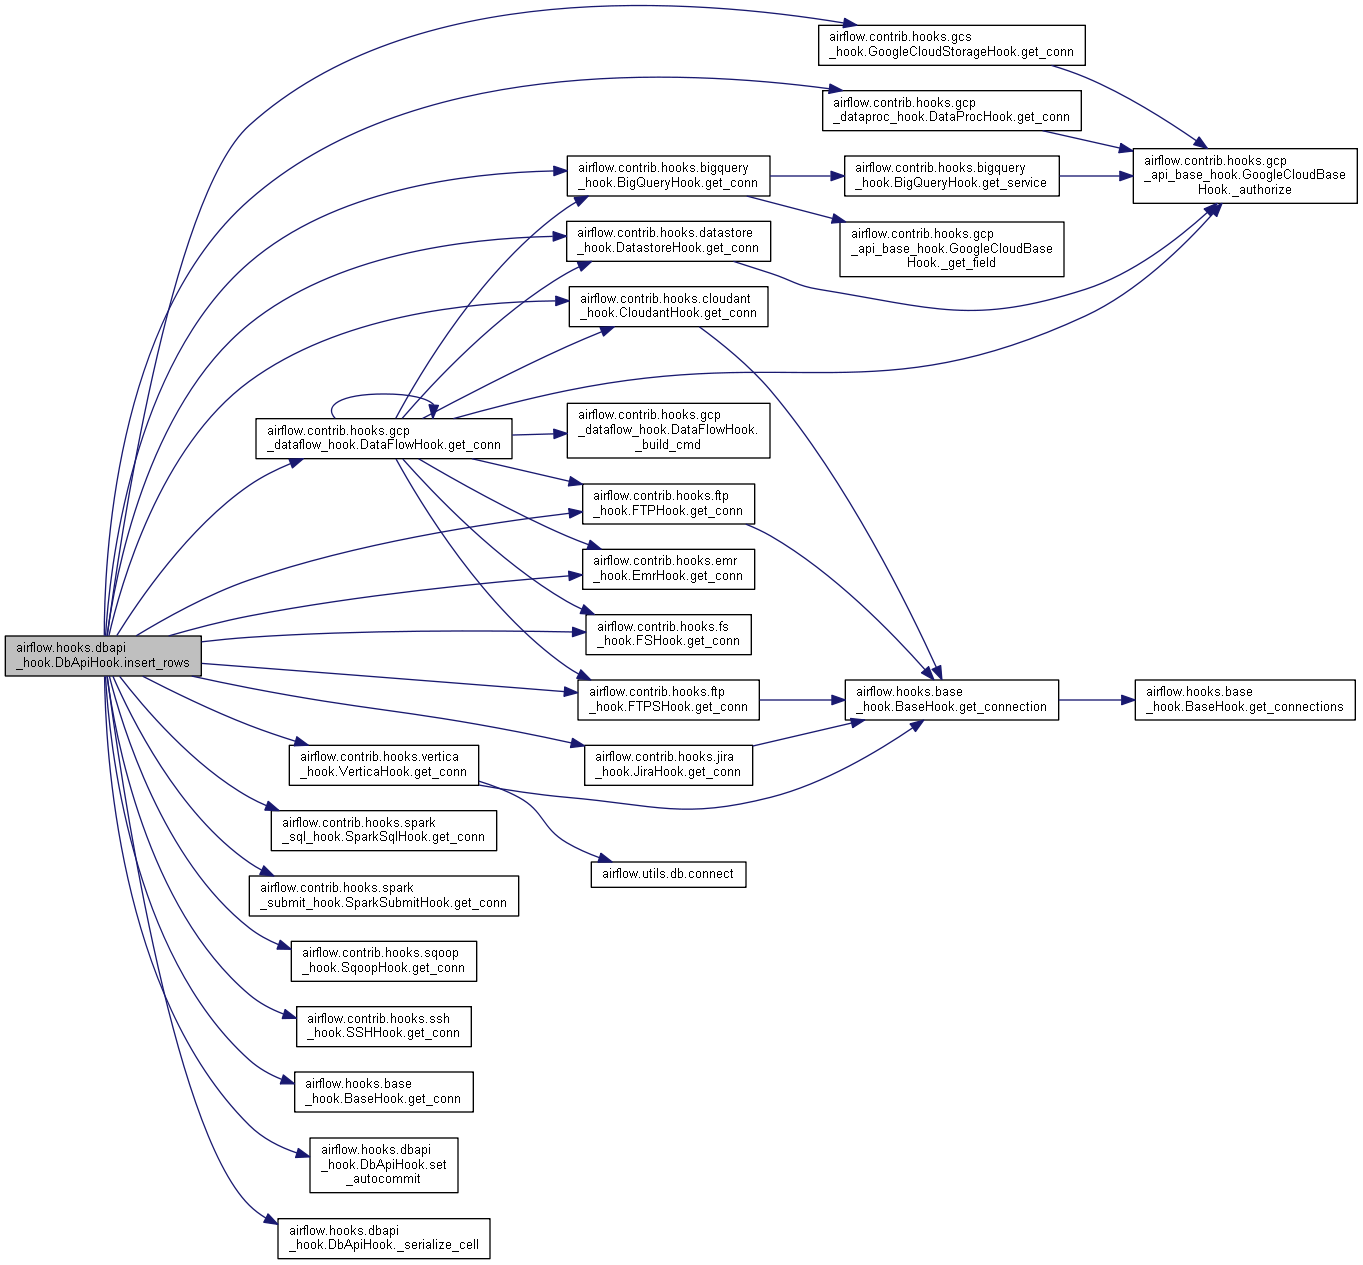 airflow.contrib.hooks.gcs
_hook.GoogleCloudStorageHook.get_conn
airflow.contrib.hooks.gcp
_dataproc_hook.DataProcHook.get_conn
airflow.contrib.hooks.gcp
_api_base_hook.GoogleCloudBase
Hook._authorize
airflow.contrib.hooks.bigquery
_hook.BigQueryHook.get_conn
airflow.contrib.hooks.bigquery
_hook.BigQueryHook.get_service
airflow.contrib.hooks.datastore
_hook.DatastoreHook.get_conn
airflow.contrib.hooks.gcp
_api_base_hook.GoogleCloudBase
Hook._get_field
airflow.contrib.hooks.cloudant
_hook.CloudantHook.get_conn
airflow.contrib.hooks.gcp
_dataflow_hook.DataFlowHook.get_conn
airflow.contrib.hooks.gcp
_dataflow_hook.DataFlowHook.
_build_cmd
airflow.contrib.hooks.ftp
_hook.FTPHook.get_conn
airflow.contrib.hooks.emr
_hook.EmrHook.get_conn
airflow.contrib.hooks.fs
_hook.FSHook.get_conn
airflow.hooks.dbapi
_hook.DbApiHook.insert_rows
airflow.contrib.hooks.ftp
_hook.FTPSHook.get_conn
airflow.hooks.base
_hook.BaseHook.get_connection
airflow.hooks.base
_hook.BaseHook.get_connections
airflow.contrib.hooks.vertica
_hook.VerticaHook.get_conn
airflow.contrib.hooks.jira
_hook.JiraHook.get_conn
airflow.contrib.hooks.spark
_sql_hook.SparkSqlHook.get_conn
airflow.utils.db.connect
airflow.contrib.hooks.spark
_submit_hook.SparkSubmitHook.get_conn
airflow.contrib.hooks.sqoop
_hook.SqoopHook.get_conn
airflow.contrib.hooks.ssh
_hook.SSHHook.get_conn
airflow.hooks.base
_hook.BaseHook.get_conn
airflow.hooks.dbapi
_hook.DbApiHook.set
_autocommit
airflow.hooks.dbapi
_hook.DbApiHook._serialize_cell